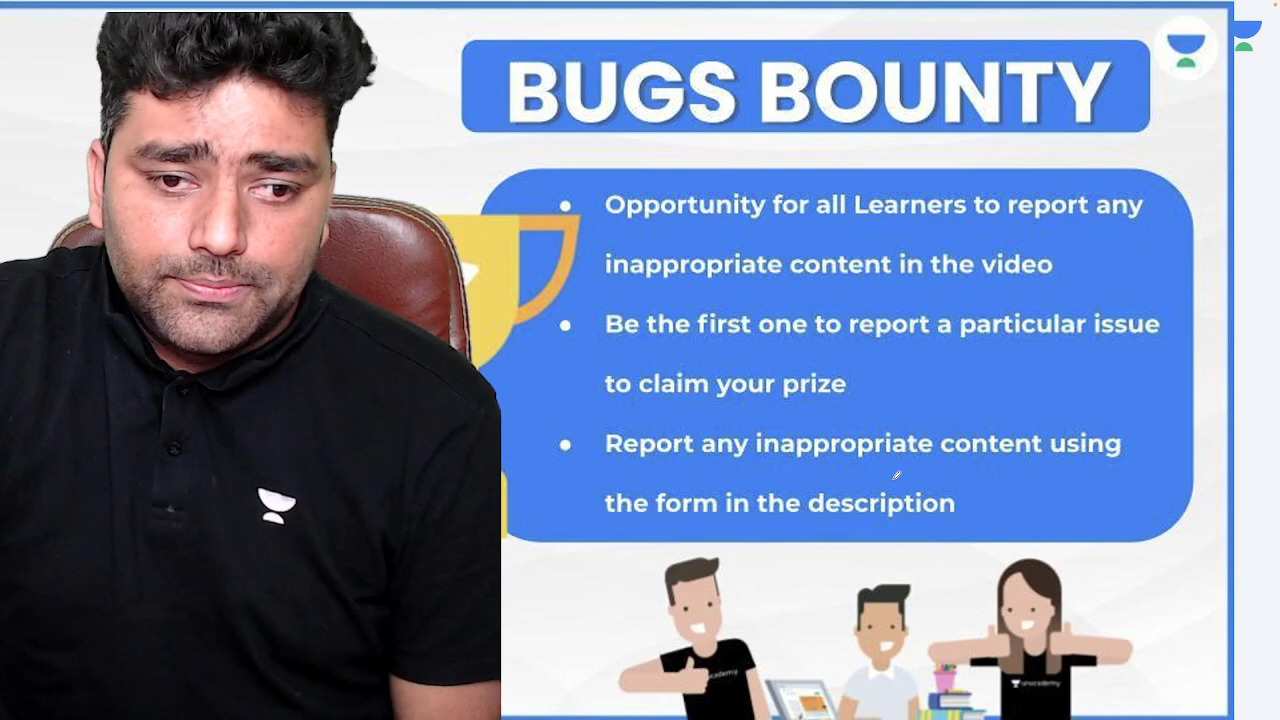 BUGS BOUNTY
• Opportunity for all Learners to report any
inappropriate content in the video
• Be the first one to report a particular issue
to claim your prize
• Report any inappropriate content using
the form in the description
unacademy